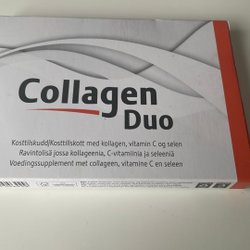 Collagen
Duo
Kosttilskudd/Kosttillskott med kollagen, vitamin C og selen
Ravintolisä jossa kollageenia, C-vitamiinia ja seleeniä
Voedingssupplement met collageen, vitamine C en seleen